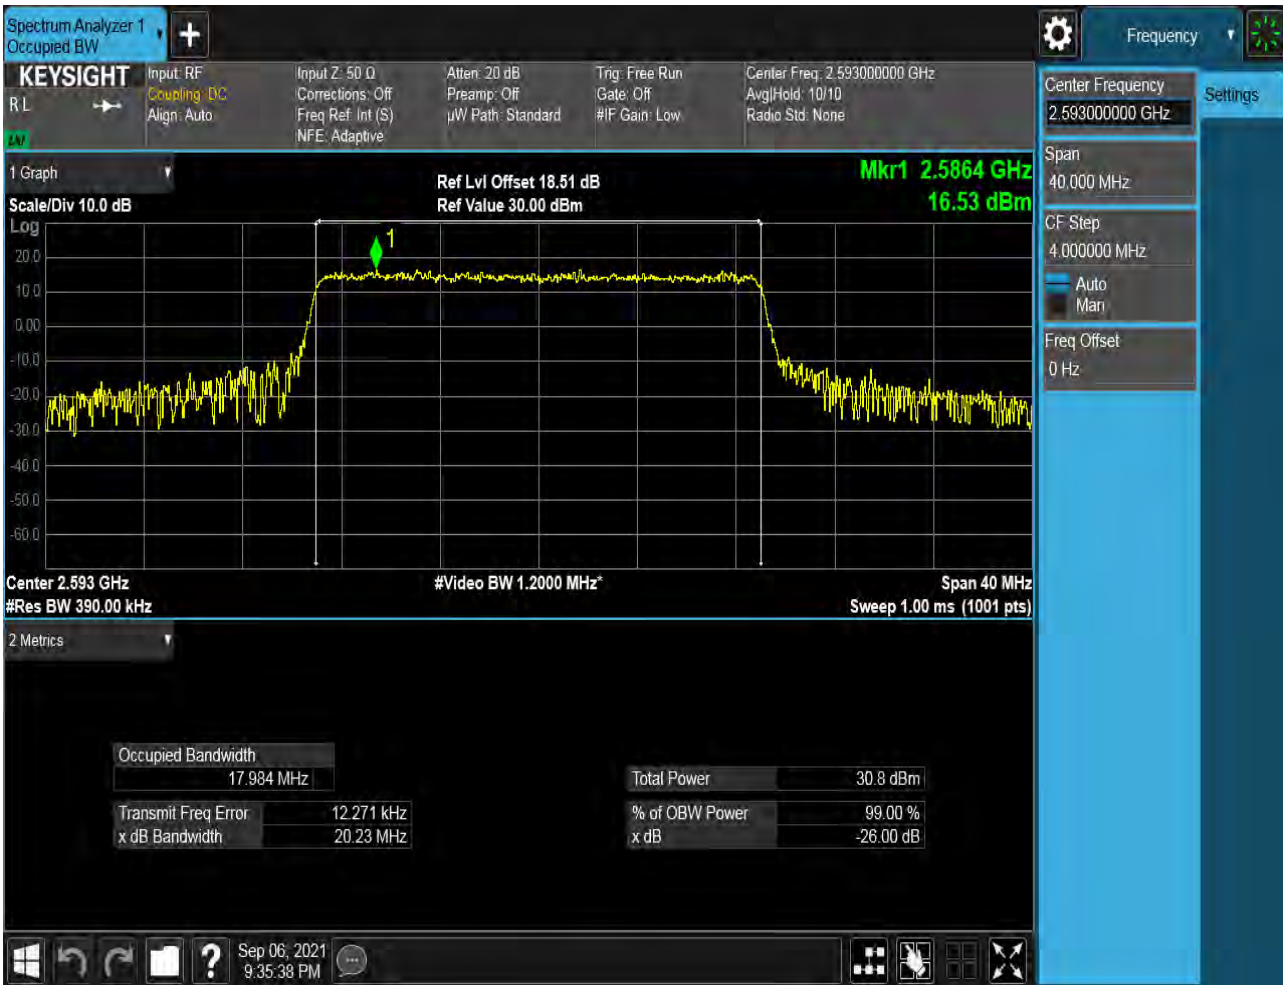 Spectrum Analyzer 1
Occupied BW
Frequency
KEYSIGHT
R L
Input: RF
Coupling: DC
Align: Auto
Input Z: 50 Ω
Corrections: Off
Freq Ref: Int (S)
NFE: Adaptive
Atten: 20 dB
Preamp: Off
µW Path: Standard
Trig: Free Run
Gate: Off
#IF Gain: Low
Center Freq: 2.593000000 GHz
Avg|Hold: 10/10
Radio Std: None
Center Frequency
2.593000000 GHz
Settings
Span
40.000 MHz
CF Step
4.000000 MHz
Auto
Man
Freq Offset
0 Hz
1 Graph
Scale/Div 10.0 dB
Ref Lvl Offset 18.51 dB
Ref Value 30.00 dBm
Mkr1 2.5864 GHz
16.53 dBm
Log
20.0
10.0
0.00
-10.0
-20.0
-30.0
-40.0
-50.0
-60.0
1
Center 2.593 GHz
#Res BW 390.00 kHz
#Video BW 1.2000 MHz*
Span 40 MHz
Sweep 1.00 ms (1001 pts)
2 Metrics
Occupied Bandwidth
17.984 MHz
Transmit Freq Error 12.271 kHz
x dB Bandwidth 20.23 MHz
Total Power 30.8 dBm
% of OBW Power 99.00 %
x dB -26.00 dB
?
Sep 06, 2021
9:35:38 PM